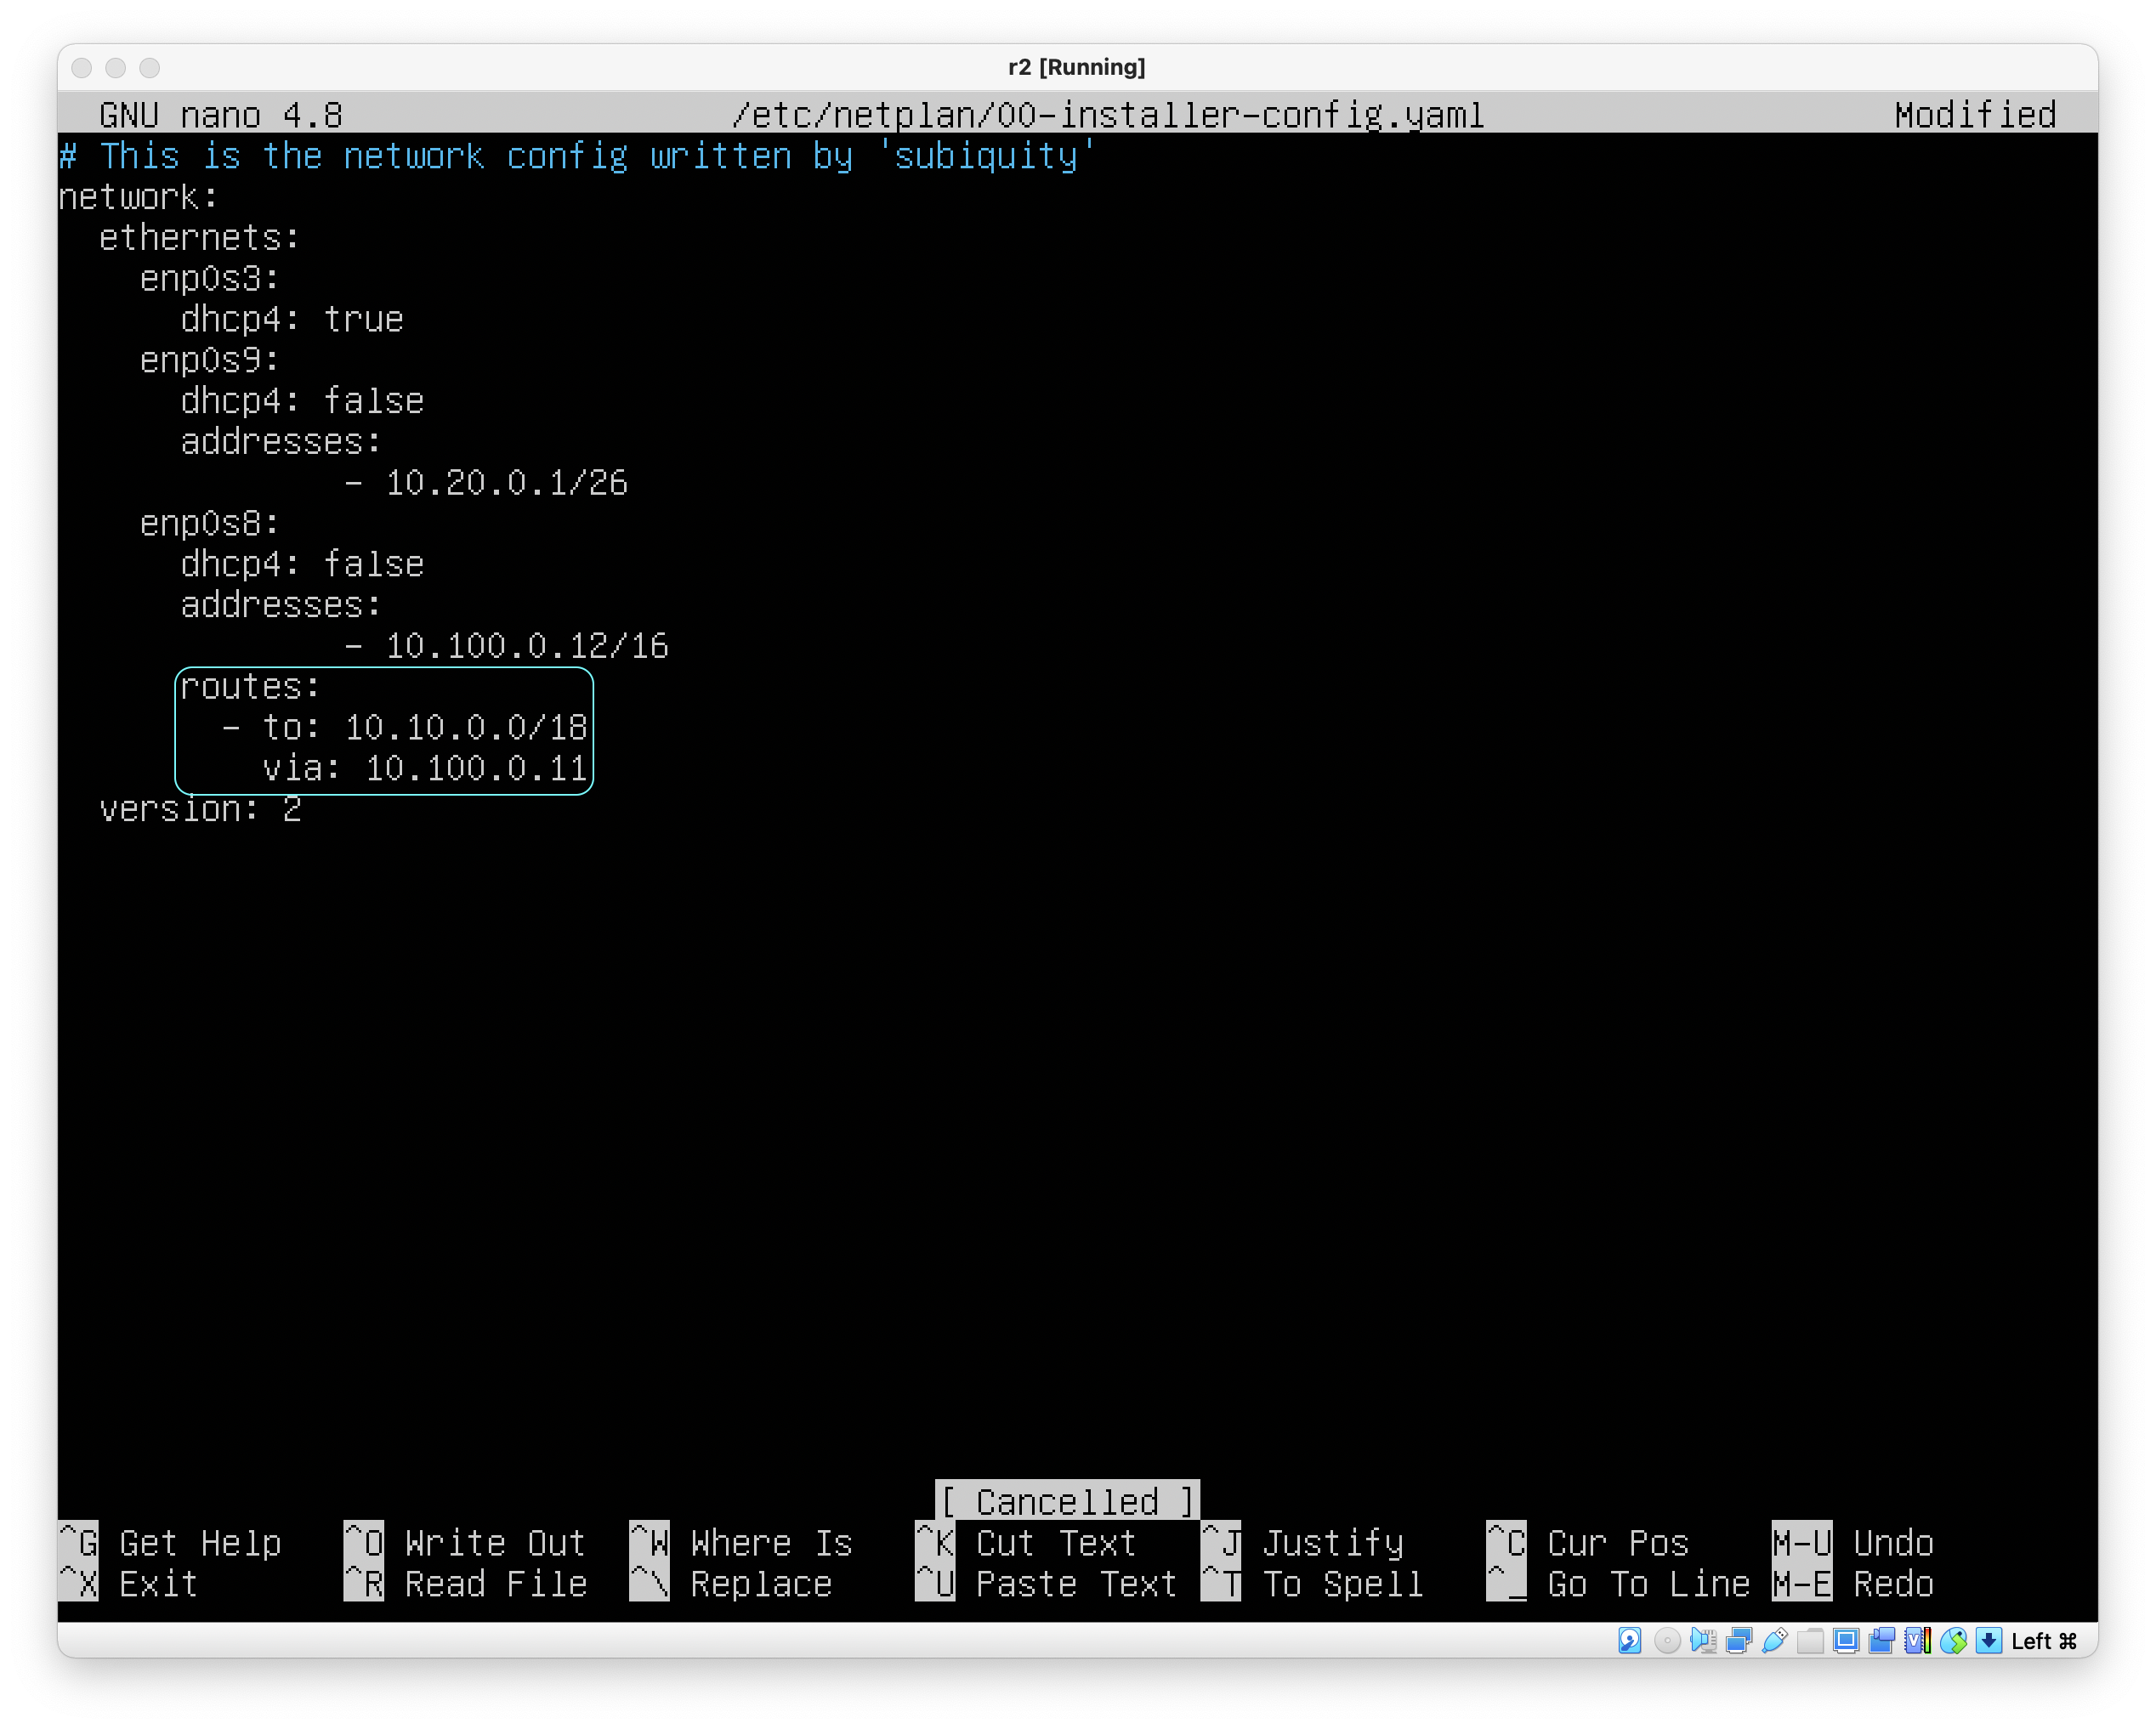 r2 [Running]
GNU nano 4.8 /etc/netplan/00-installer-config.yaml Modified
# This is the network config written by 'subiquity'
network:
  ethernets:
    enp0s3:
      dhcp4: true
    enp0s9:
      dhcp4: false
      addresses:
              - 10.20.0.1/26
    enp0s8:
      dhcp4: false
      addresses:
              - 10.100.0.12/16
      routes:
        - to: 10.10.0.0/18
          via: 10.100.0.11
  version: 2
[ Cancelled ]
^G Get Help ^O Write Out ^W Where Is ^K Cut Text ^J Justify ^C Cur Pos M-U Undo
^X Exit ^R Read File ^\ Replace ^U Paste Text ^T To Spell ^_ Go To Line M-E Redo
Left ⌘